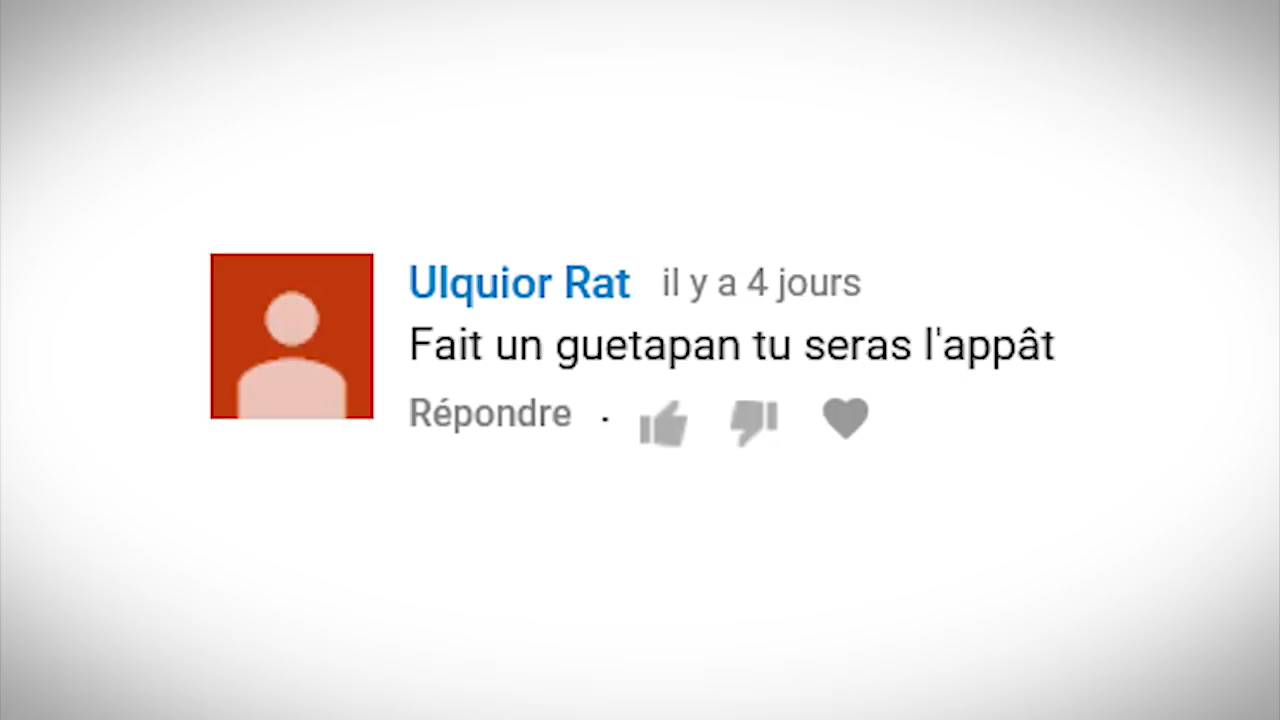 Ulquior Rat il y a 4 jours
Fait un guetapan tu seras l'appât
Répondre ·